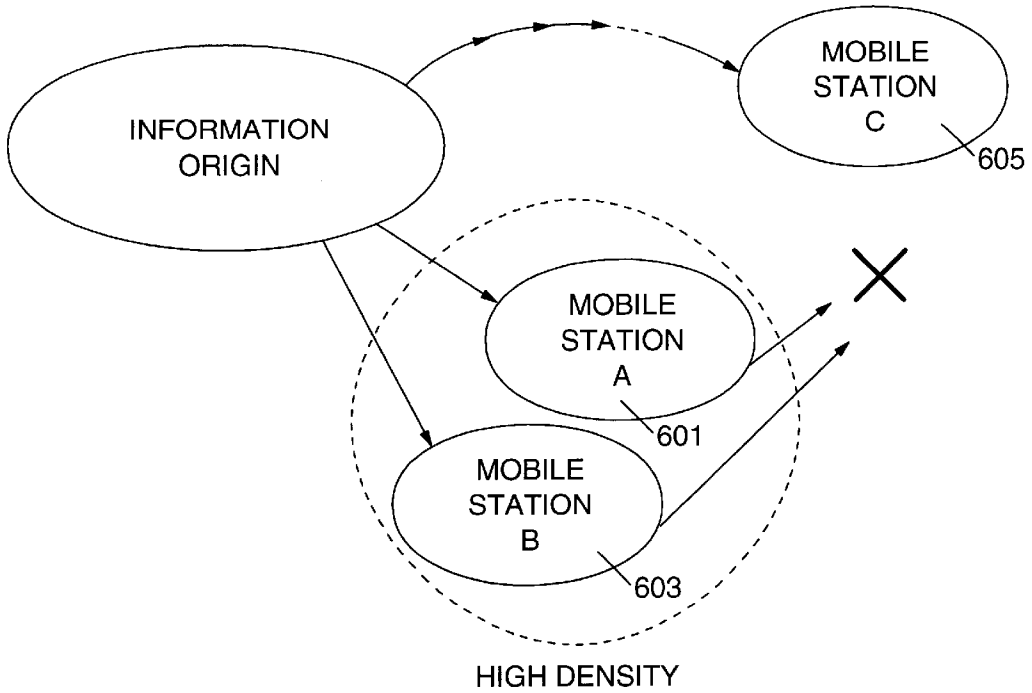 INFORMATION
ORIGIN
MOBILE
STATION
C
605
MOBILE
STATION
A
601
MOBILE
STATION
B
603
HIGH DENSITY